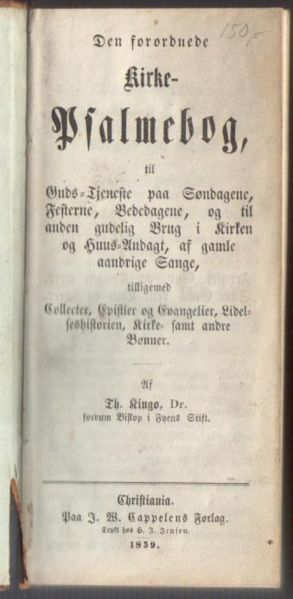 150,-
Den forordnede
Kirke-
Psalmebog,
til
Guds-Tjeneste paa Søndagene,
Festerne, Bededagene, og til
anden gudelig Brug i Kirken
og Huus-Andagt, af gamle
aandrige Sange,
tilligemed
Collecter, Epistler og Evangelier, Lidel-
seshistorien, Kirke- samt andre
Bønner.
Af
Th. Kingo, Dr.
fordum Biskop i Fyens Stift.
Christiania.
Paa J. W. Cappelens Forlag.
Trykt hos H. J. Jensen.
1859.